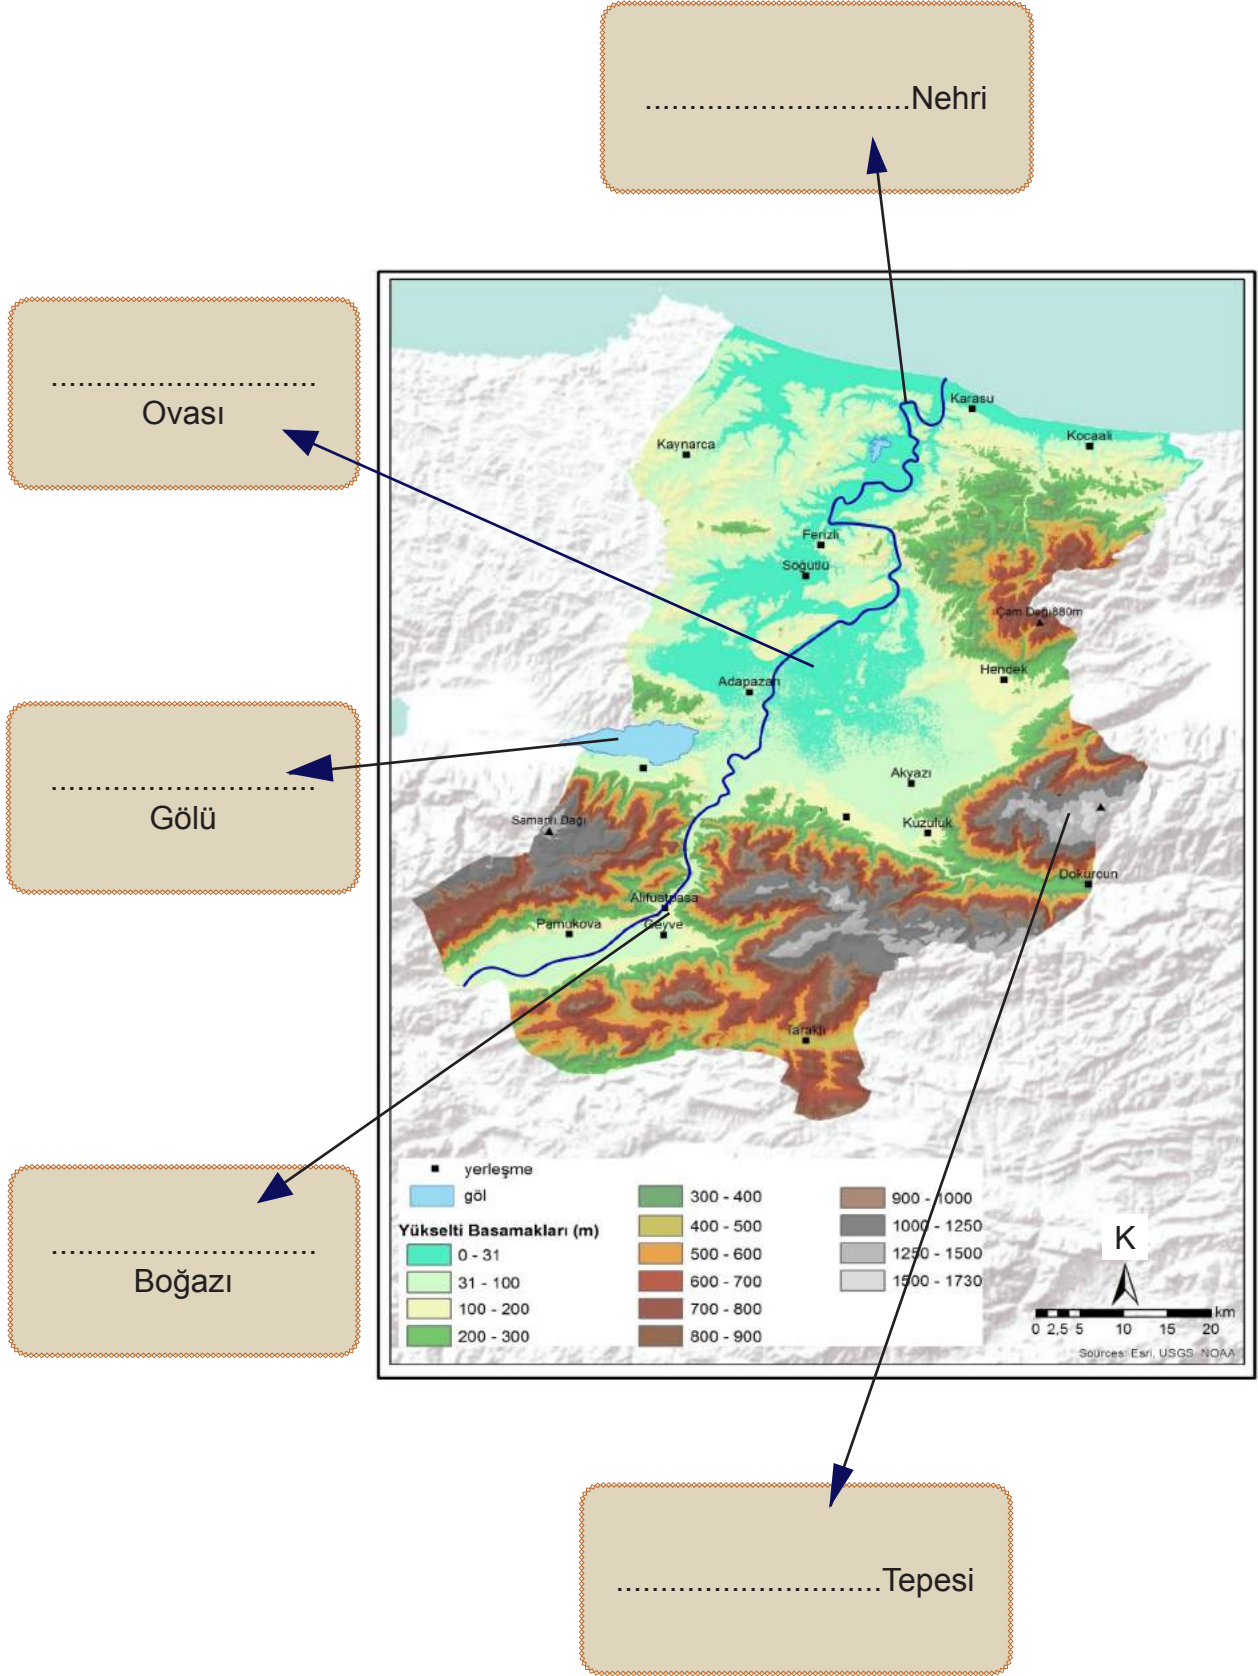 ..............................Nehri
..............................
Ovası
..............................
Gölü
..............................
Boğazı
..............................Tepesi
Karasu
Kocaali
Kaynarca
Ferizli
Söğütlü
Çam Dağı880m
Hendek
Adapazarı
Akyazı
Kuzuluk
Samanlı Dağı
Dokurcun
Alifuatpaşa
Pamukova
Geyve
Taraklı
yerleşme
göl
Yükselti Basamakları (m)
0 - 31
31 - 100
100 - 200
200 - 300
300 - 400
400 - 500
500 - 600
600 - 700
700 - 800
800 - 900
900 - 1000
1000 - 1250
1250 - 1500
1500 - 1730
K
km
0 2,5 5 10 15 20
Sources: Esri, USGS, NOAA